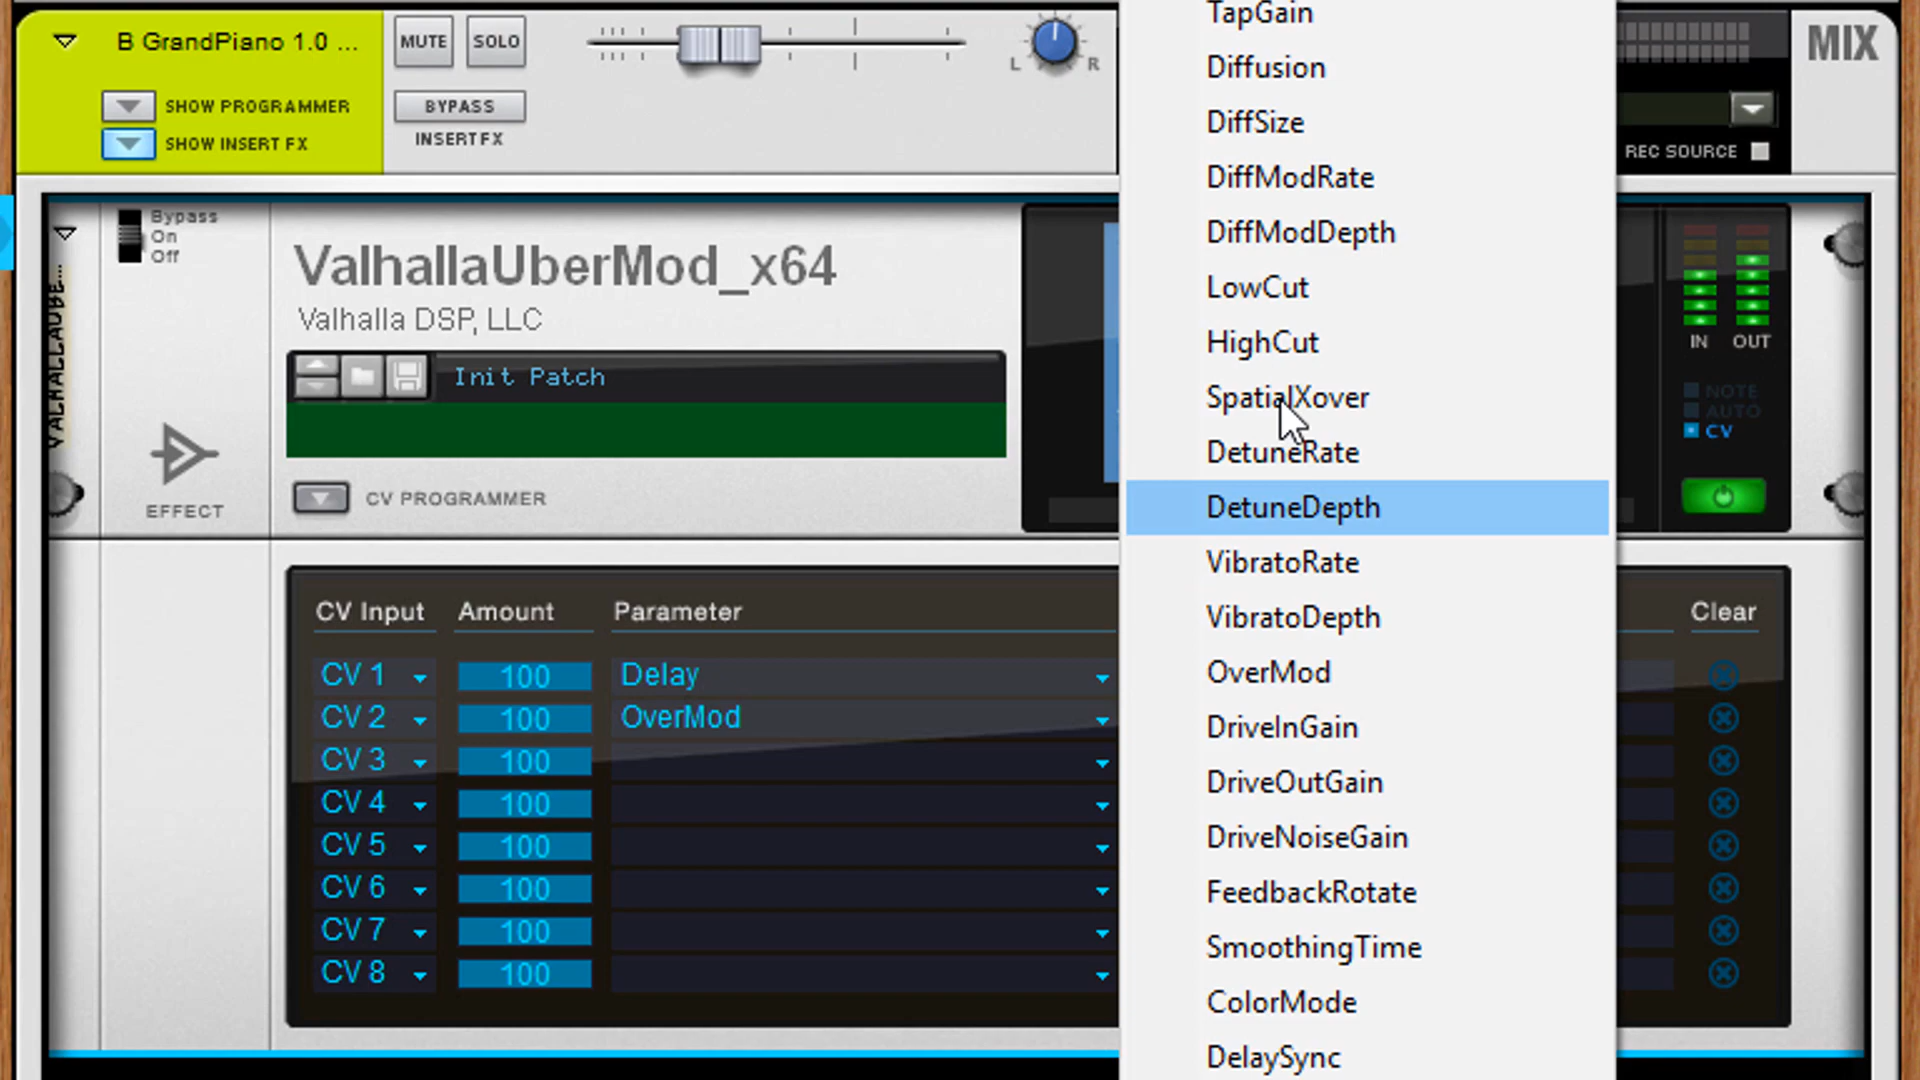 B GrandPiano 1.0 ...
MUTE
SOLO
L
R
MIX
SHOW PROGRAMMER
SHOW INSERT FX
BYPASS
INSERT FX
REC SOURCE
VALHALLAUBE...
Bypass
On
Off
ValhallaUberMod_x64
Valhalla DSP, LLC
Init Patch
EFFECT
CV PROGRAMMER
IN
OUT
NOTE
AUTO
CV
CV Input
Amount
Parameter
Clear
CV 1
100
Delay
CV 2
100
OverMod
CV 3
100
CV 4
100
CV 5
100
CV 6
100
CV 7
100
CV 8
100
TapGain
Diffusion
DiffSize
DiffModRate
DiffModDepth
LowCut
HighCut
SpatialXover
DetuneRate
DetuneDepth
VibratoRate
VibratoDepth
OverMod
DriveInGain
DriveOutGain
DriveNoiseGain
FeedbackRotate
SmoothingTime
ColorMode
DelaySync